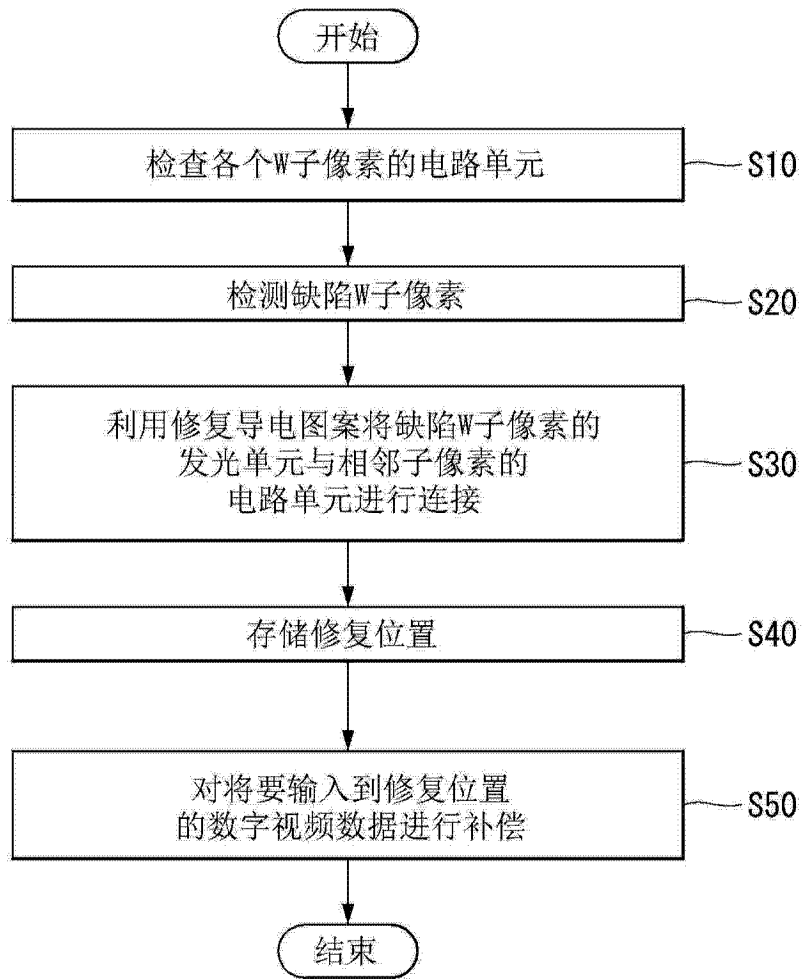 开始
检查各个W子像素的电路单元
S10
检测缺陷W子像素
S20
利用修复导电图案将缺陷W子像素的
发光单元与相邻子像素的
电路单元进行连接
S30
存储修复位置
S40
对将要输入到修复位置
的数字视频数据进行补偿
S50
结束